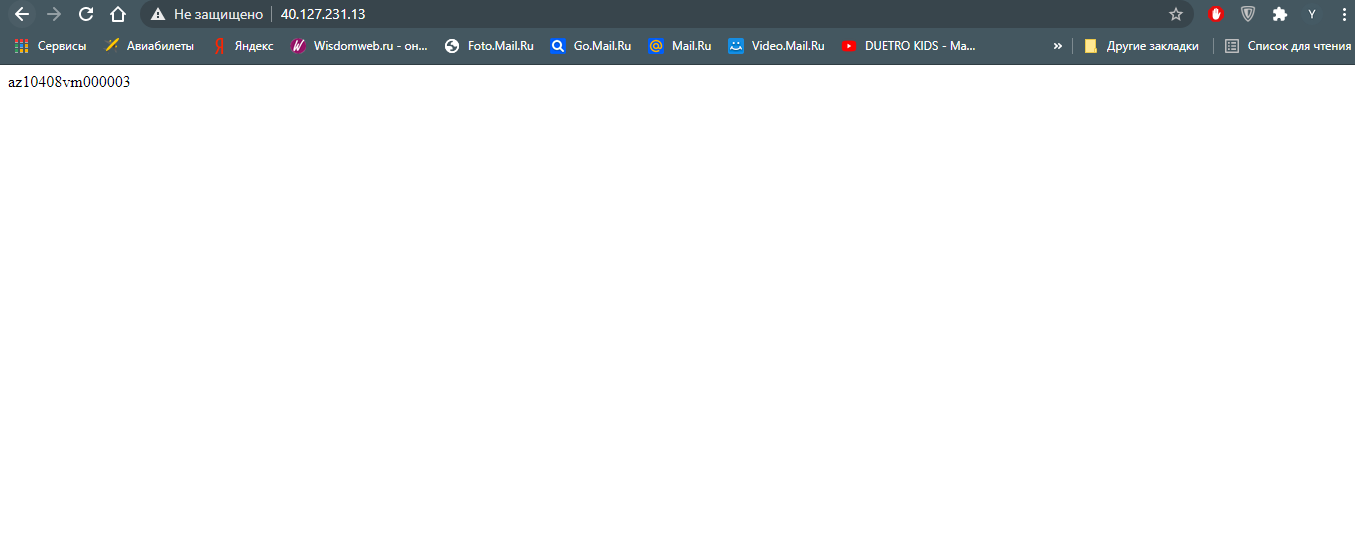 Не защищено 40.127.231.13
Сервисы Авиабилеты Яндекс Wisdomweb.ru - он... Foto.Mail.Ru Go.Mail.Ru Mail.Ru Video.Mail.Ru DUETRO KIDS - Ma... » Другие закладки Список для чтения
az10408vm000003